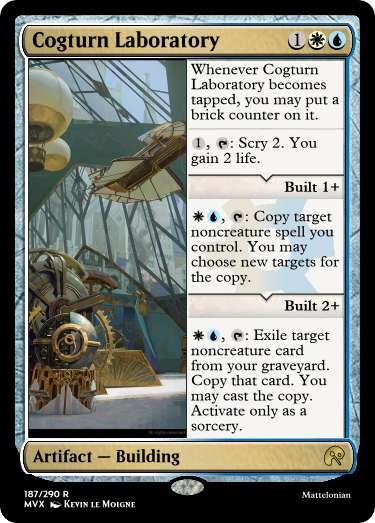 Cogturn Laboratory 1
Whenever Cogturn
Laboratory becomes
tapped, you may put a
brick counter on it.
1, : Scry 2. You
gain 2 life.
Built 1+
, : Copy target
noncreature spell you
control. You may
choose new targets for
the copy.
Built 2+
, : Exile target
noncreature card
from your graveyard.
Copy that card. You
may cast the copy.
Activate only as a
sorcery.
Artifact — Building
187/290 R
MVX Kevin le Moigne
Mattelonian